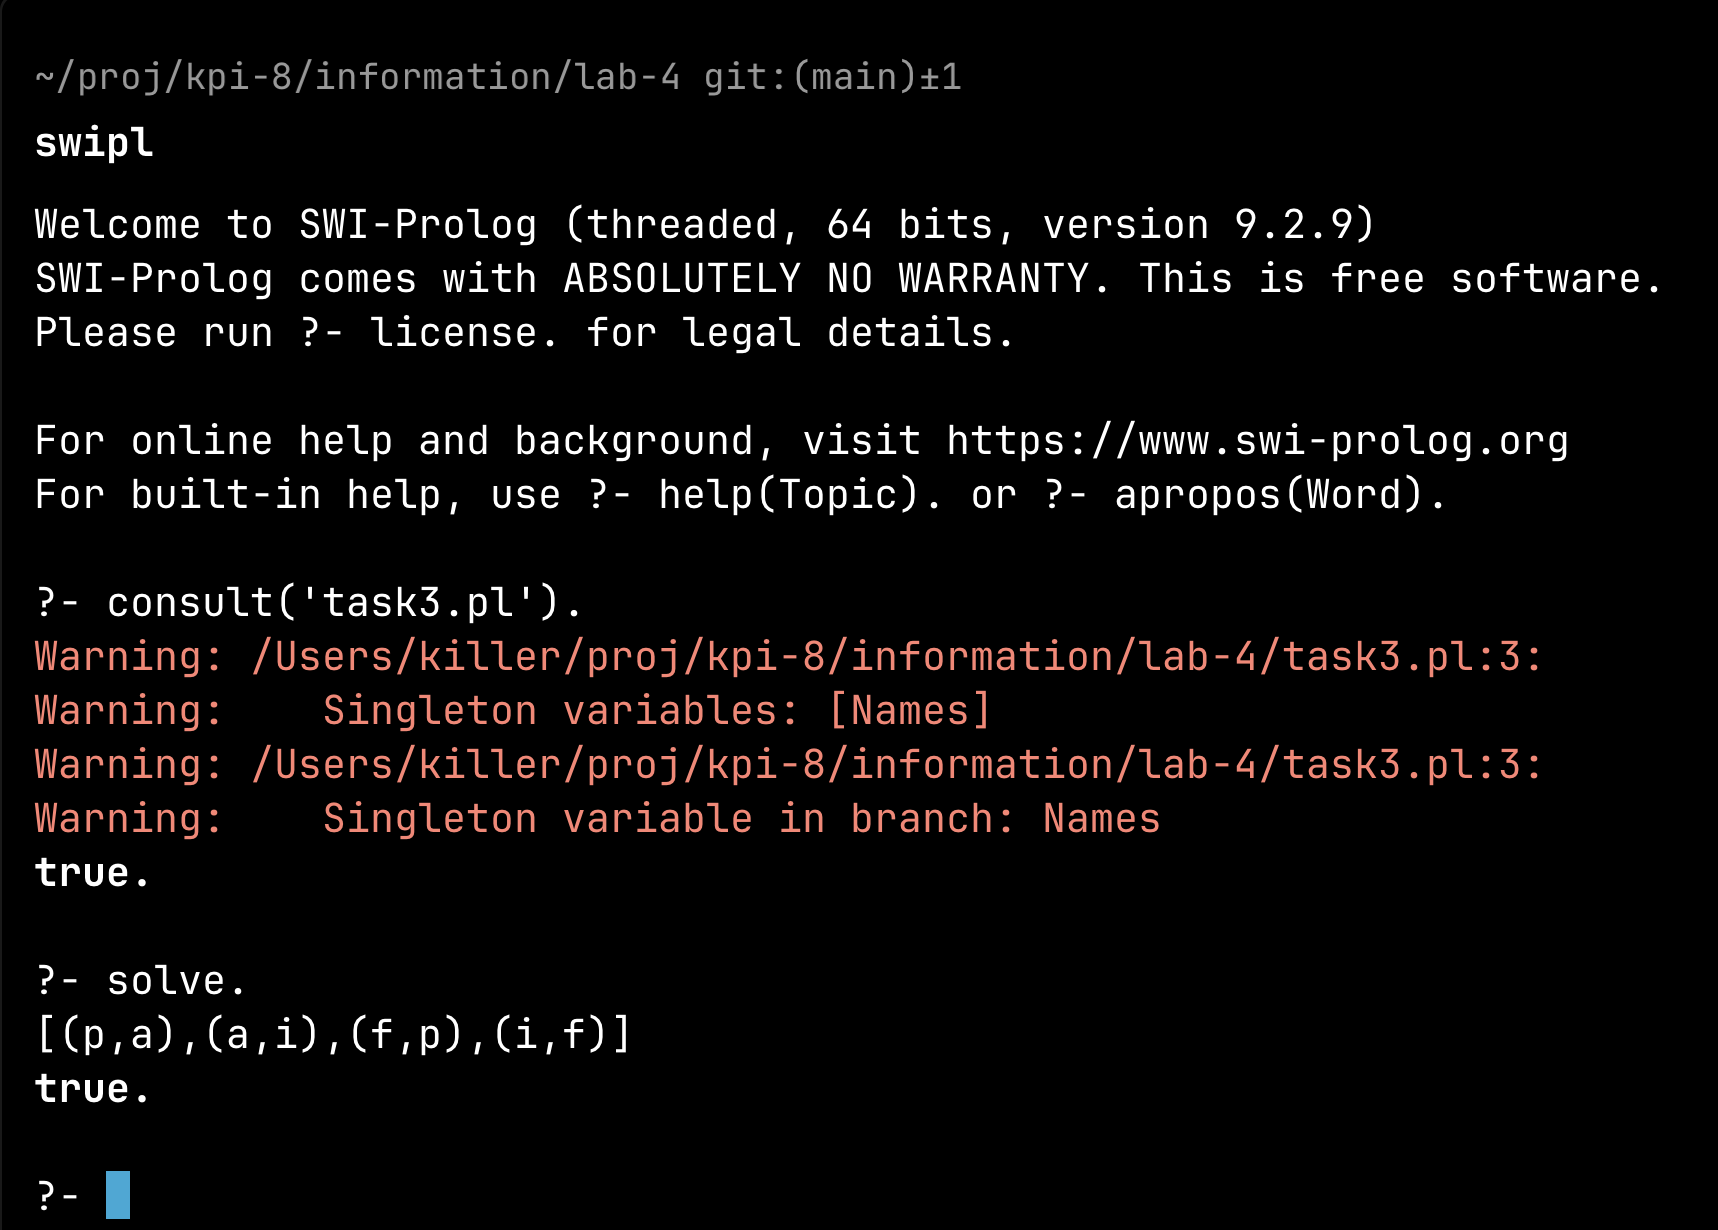 ~/proj/kpi-8/information/lab-4 git:(main)±1
swipl
Welcome to SWI-Prolog (threaded, 64 bits, version 9.2.9)
SWI-Prolog comes with ABSOLUTELY NO WARRANTY. This is free software.
Please run ?- license. for legal details.
For online help and background, visit https://www.swi-prolog.org
For built-in help, use ?- help(Topic). or ?- apropos(Word).
?- consult('task3.pl').
Warning: /Users/killer/proj/kpi-8/information/lab-4/task3.pl:3:
Warning:    Singleton variables: [Names]
Warning: /Users/killer/proj/kpi-8/information/lab-4/task3.pl:3:
Warning:    Singleton variable in branch: Names
true.
?- solve.
[(p,a),(a,i),(f,p),(i,f)]
true.
?-